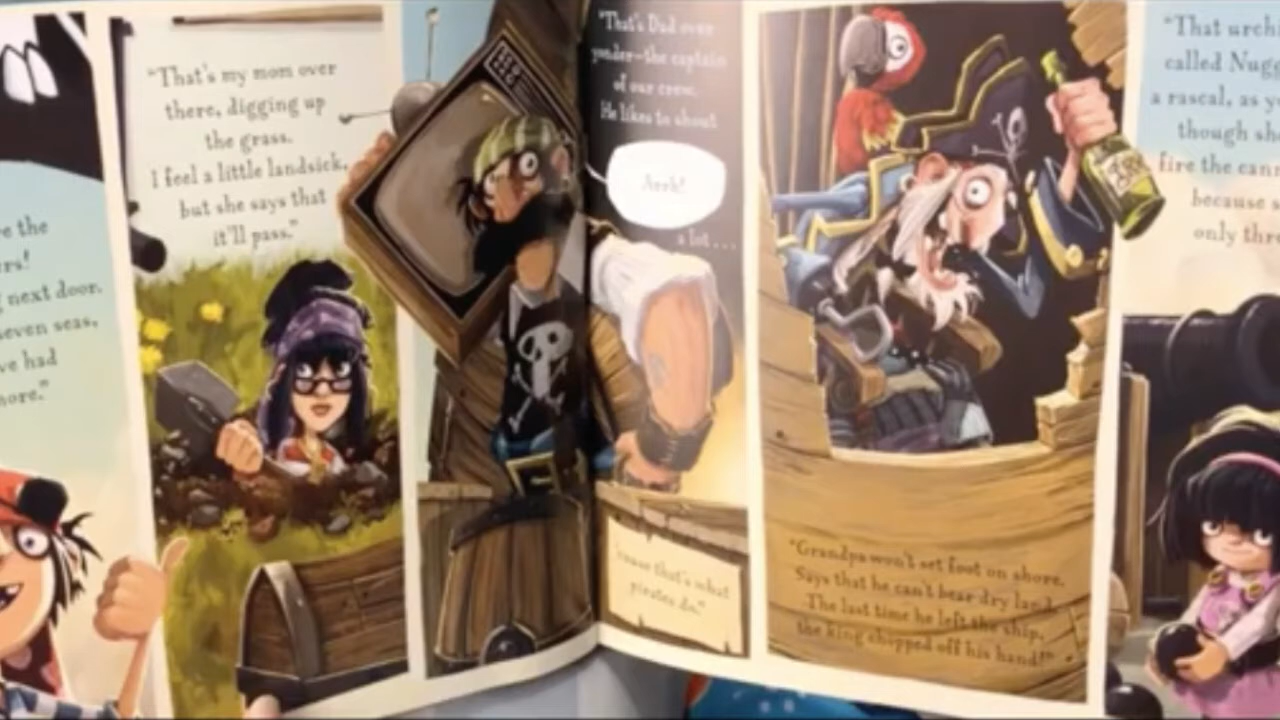 e the
rs!
next door.
even seas,
ve had
ore."
"That's my mom over
there, digging up
the grass.
I feel a little landsick,
but she says that
it'll pass."
"That's Dad over
yonder—the captain
of our crew.
He likes to shout
Arrk!
a lot...
'cause that's what
pirates do."
"Grandpa won't set foot on shore.
Says that he can't bear dry land.
The last time he left the ship,
the king chopped off his hand!"
"That urchi
called Nugg
a rascal, as yo
though sh
fire the cann
because s
only thre